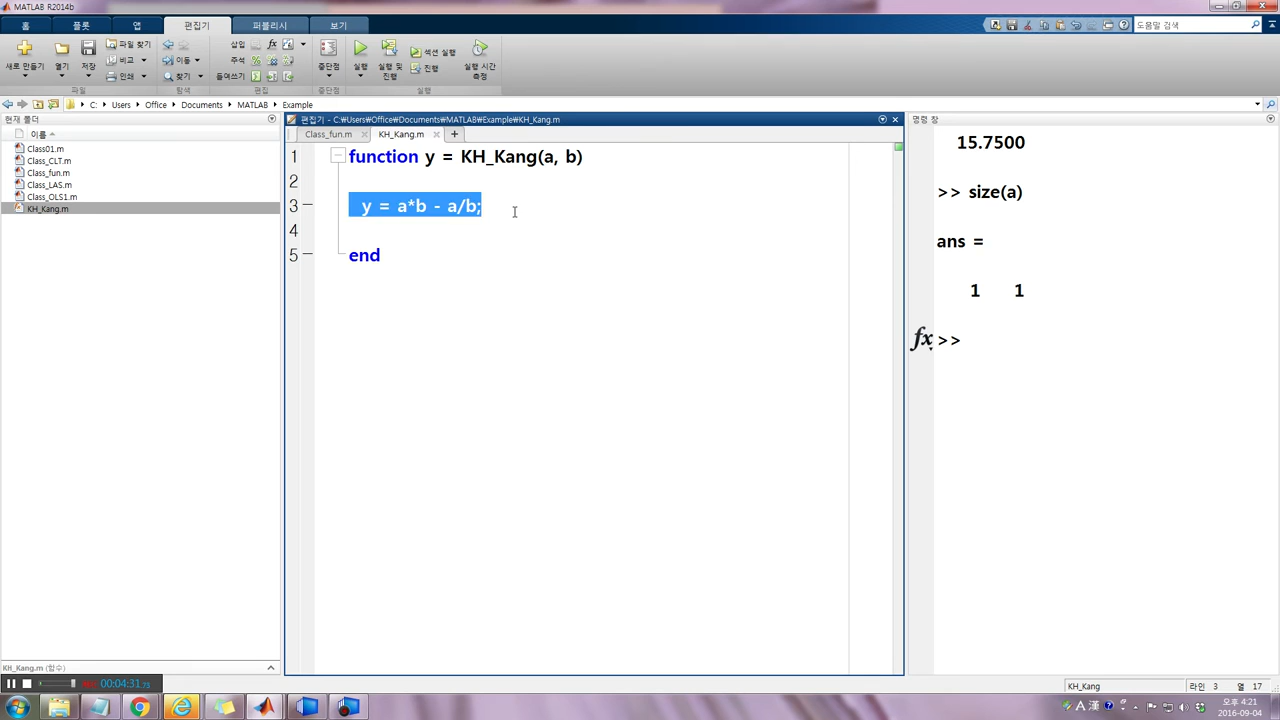 MATLAB R2014b
홈 플롯 앱 편집기 퍼블리시 보기
도움말 검색
새로 만들기 열기 저장 파일 찾기 비교 인쇄 이동 찾기 삽입 주석 들여쓰기 중단점 실행 실행 및 진행 섹션 실행 진행 실행 시간 측정
파일 탐색 편집 중단점 실행
C: Users Office Documents MATLAB Example
현재 폴더
이름
Class01.m
Class_CLT.m
Class_fun.m
Class_LAS.m
Class_OLS1.m
KH_Kang.m
KH_Kang.m (함수)
편집기 - C:₩Users₩Office₩Documents₩MATLAB₩Example₩KH_Kang.m
Class_fun.m KH_Kang.m
1 function y = KH_Kang(a, b)
2
3 y = a*b - a/b;
4
5 end
명령 창
15.7500
>> size(a)
ans =
1 1
fx >>
00:04:31.75
KH_Kang 라인 3 열 17
A 漢
오후 4:21
2016-09-04